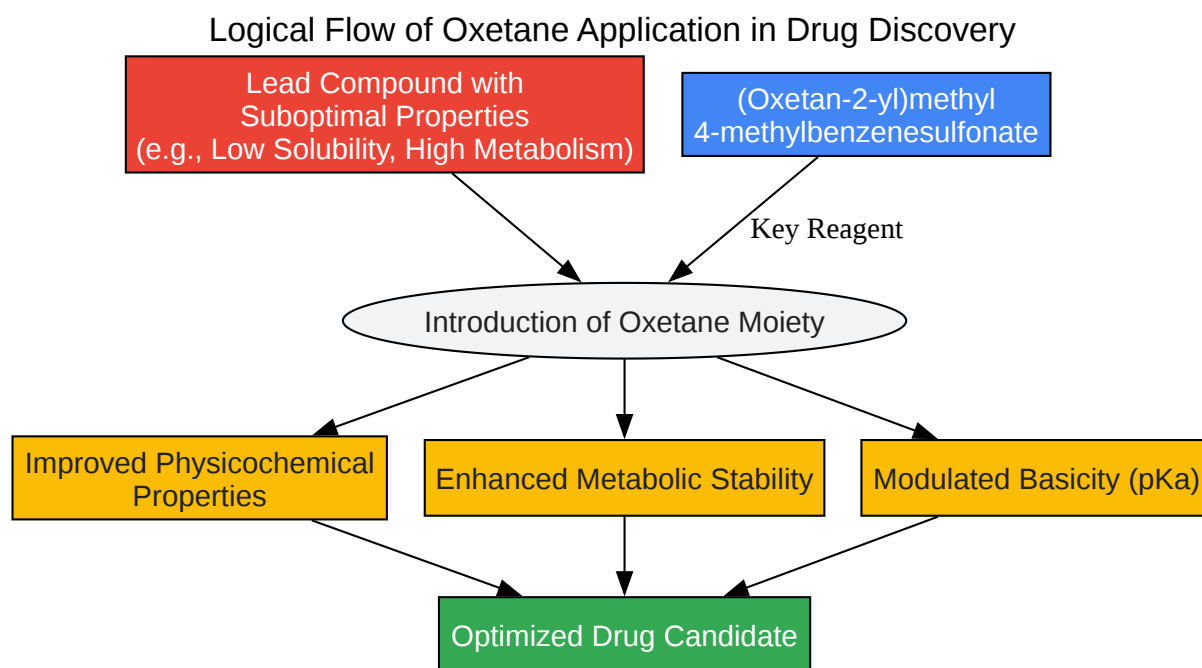 Logical Flow of Oxetane Application in Drug Discovery
Lead Compound with
Suboptimal Properties
(e.g., Low Solubility, High Metabolism)
(Oxetan-2-yl)methyl
4-methylbenzenesulfonate
Key Reagent
Introduction of Oxetane Moiety
Improved Physicochemical
Properties
Enhanced Metabolic Stability
Modulated Basicity (pKa)
Optimized Drug Candidate